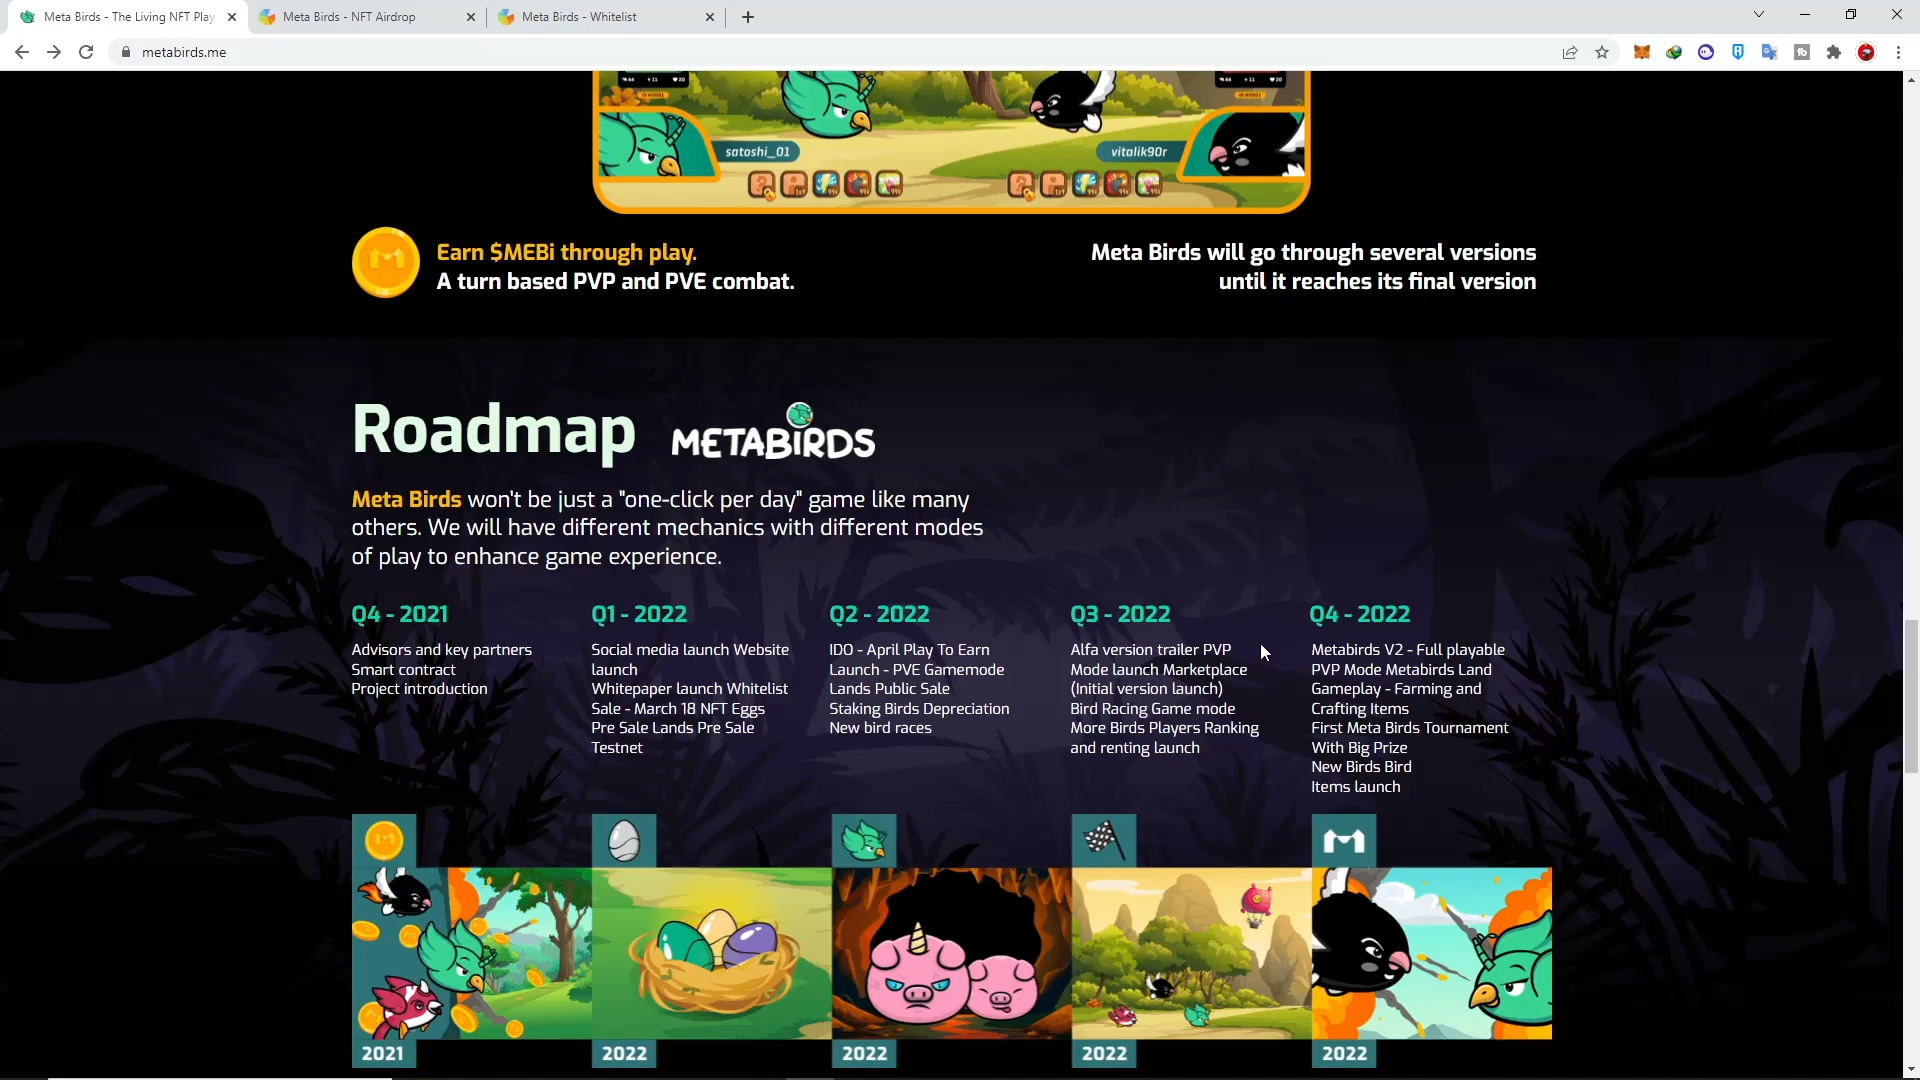 Meta Birds - The Living NFT Play
Meta Birds - NFT Airdrop
Meta Birds - Whitelist
metabirds.me
satoshi_01
vitalik90r
Earn $MEBi through play.
A turn based PVP and PVE combat.
Meta Birds will go through several versions
until it reaches its final version
Roadmap
METABIRDS
Meta Birds won't be just a "one-click per day" game like many
others. We will have different mechanics with different modes
of play to enhance game experience.
Q4 - 2021
Advisors and key partners
Smart contract
Project introduction
Q1 - 2022
Social media launch Website
launch
Whitepaper launch Whitelist
Sale - March 18 NFT Eggs
Pre Sale Lands Pre Sale
Testnet
Q2 - 2022
IDO - April Play To Earn
Launch - PVE Gamemode
Lands Public Sale
Staking Birds Depreciation
New bird races
Q3 - 2022
Alfa version trailer PVP
Mode launch Marketplace
(Initial version launch)
Bird Racing Game mode
More Birds Players Ranking
and renting launch
Q4 - 2022
Metabirds V2 - Full playable
PVP Mode Metabirds Land
Gameplay - Farming and
Crafting Items
First Meta Birds Tournament
With Big Prize
New Birds Bird
Items launch
2021
2022
2022
2022
2022